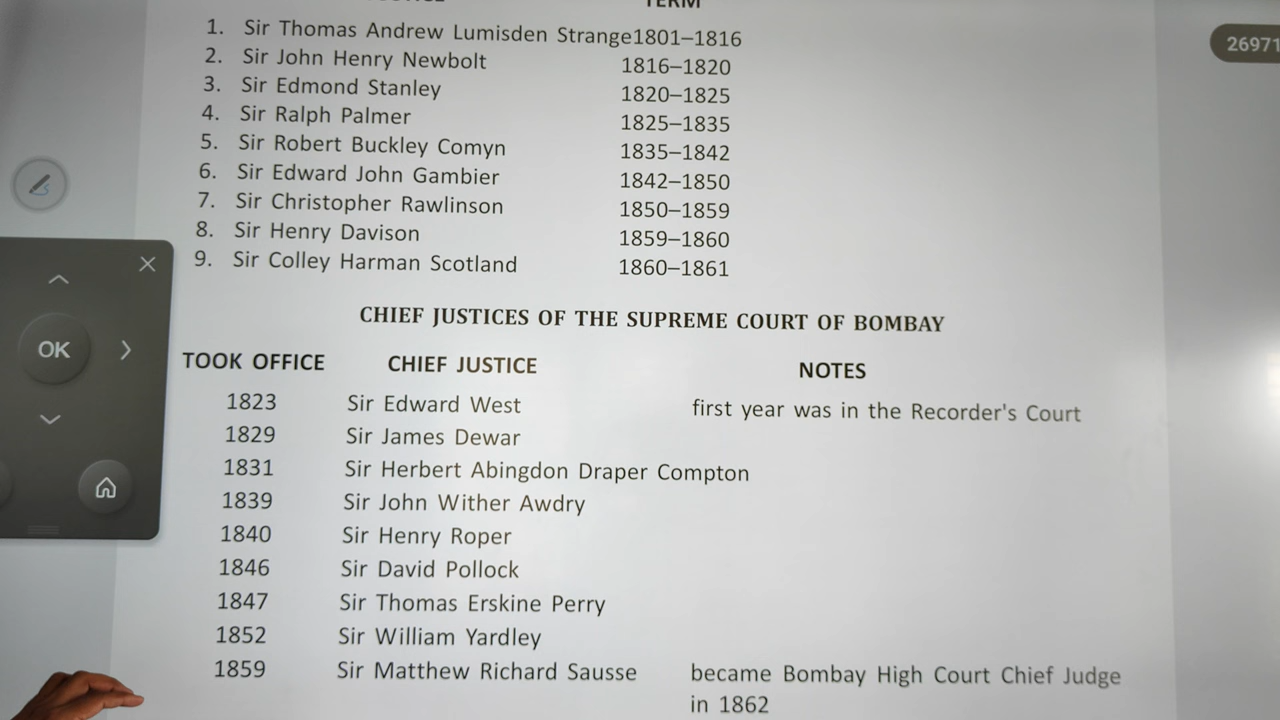 TERM
1. Sir Thomas Andrew Lumisden Strange1801–1816
2. Sir John Henry Newbolt 1816–1820
3. Sir Edmond Stanley 1820–1825
4. Sir Ralph Palmer 1825–1835
5. Sir Robert Buckley Comyn 1835–1842
6. Sir Edward John Gambier 1842–1850
7. Sir Christopher Rawlinson 1850–1859
8. Sir Henry Davison 1859–1860
9. Sir Colley Harman Scotland 1860–1861
26971
OK
CHIEF JUSTICES OF THE SUPREME COURT OF BOMBAY
TOOK OFFICE CHIEF JUSTICE NOTES
1823 Sir Edward West first year was in the Recorder's Court
1829 Sir James Dewar
1831 Sir Herbert Abingdon Draper Compton
1839 Sir John Wither Awdry
1840 Sir Henry Roper
1846 Sir David Pollock
1847 Sir Thomas Erskine Perry
1852 Sir William Yardley
1859 Sir Matthew Richard Sausse became Bombay High Court Chief Judge
in 1862